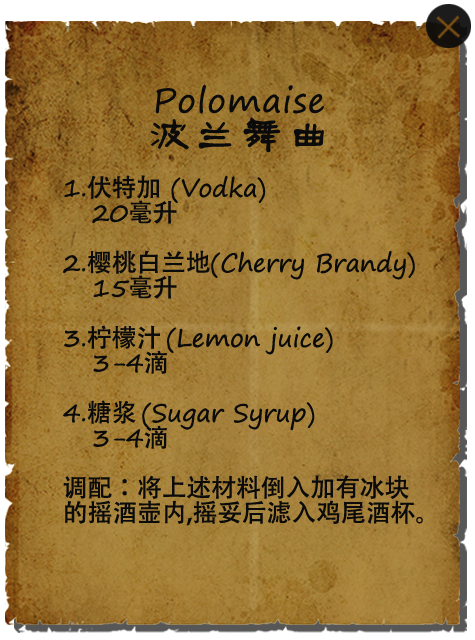 Polomaise
波兰舞曲
1.伏特加 (Vodka)
20毫升
2.樱桃白兰地(Cherry Brandy)
15毫升
3.柠檬汁(Lemon juice)
3-4滴
4.糖浆(Sugar Syrup)
3-4滴
调配：将上述材料倒入加有冰块
的摇酒壶内,摇妥后滤入鸡尾酒杯。